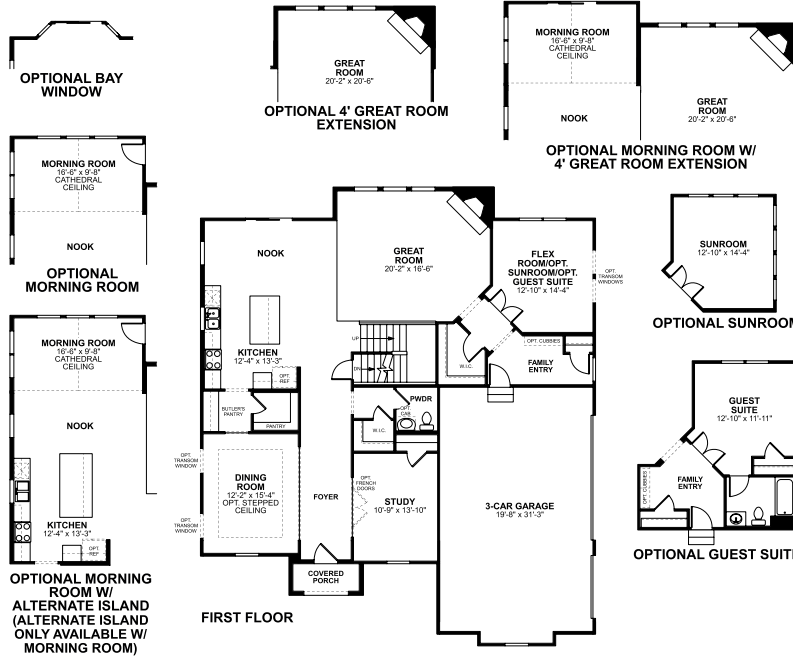 OPTIONAL BAY
WINDOW
GREAT
ROOM
20'-2" x 20'-6"
OPTIONAL 4' GREAT ROOM
EXTENSION
MORNING ROOM
16'-6" x 9'-8"
CATHEDRAL
CEILING
NOOK
GREAT
ROOM
20'-2" x 20'-6"
OPTIONAL MORNING ROOM W/
4' GREAT ROOM EXTENSION
MORNING ROOM
16'-6" x 9'-8"
CATHEDRAL
CEILING
NOOK
OPTIONAL
MORNING ROOM
MORNING ROOM
16'-6" x 9'-8"
CATHEDRAL
CEILING
NOOK
KITCHEN
12'-4" x 13'-3"
OPT.
REF
OPTIONAL MORNING
ROOM W/
ALTERNATE ISLAND
(ALTERNATE ISLAND
ONLY AVAILABLE W/
MORNING ROOM)
NOOK
GREAT
ROOM
20'-2" x 16'-6"
FLEX
ROOM/OPT.
SUNROOM/OPT.
GUEST SUITE
12'-10" x 14'-4"
OPT.
TRANSOM
WINDOWS
KITCHEN
12'-4" x 13'-3"
OPT.
REF
UP
DN
W.I.C.
OPT. CUBBIES
FAMILY
ENTRY
BUTLER'S
PANTRY
PANTRY
PWDR
OPT.
CAB
W.I.C.
OPT.
TRANSOM
WINDOW
DINING
ROOM
12'-2" x 15'-4"
OPT. STEPPED
CEILING
OPT.
TRANSOM
WINDOW
FOYER
OPT.
FRENCH
DOORS
STUDY
10'-9" x 13'-10"
3-CAR GARAGE
19'-8" x 31'-3"
COVERED
PORCH
FIRST FLOOR
SUNROOM
12'-10" x 14'-4"
OPTIONAL SUNROOM
GUEST
SUITE
12'-10" x 11'-11"
OPT. CUBBIES
FAMILY
ENTRY
OPTIONAL GUEST SUIT